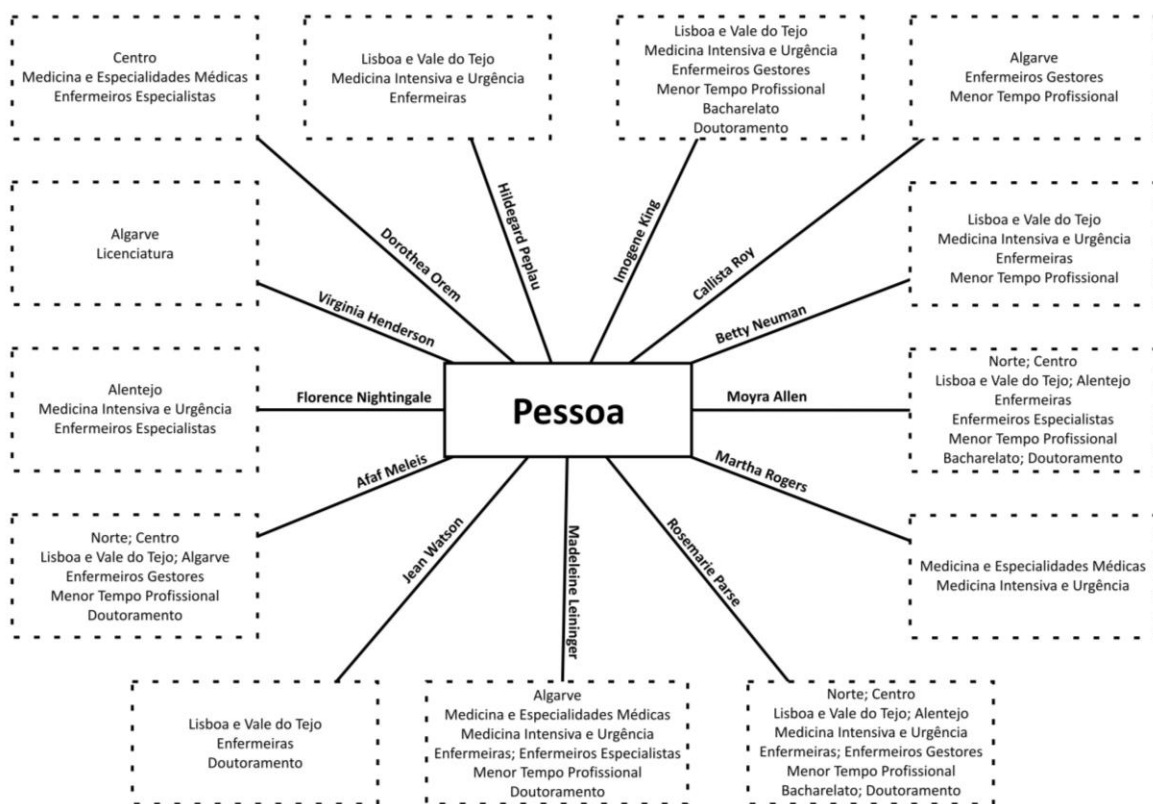 Centro
Medicina e Especialidades Médicas
Enfermeiros Especialistas
Lisboa e Vale do Tejo
Medicina Intensiva e Urgência
Enfermeiras
Lisboa e Vale do Tejo
Medicina Intensiva e Urgência
Enfermeiros Gestores
Menor Tempo Profissional
Bacharelato
Doutoramento
Algarve
Enfermeiros Gestores
Menor Tempo Profissional
Dorothea Orem
Hildegard Peplau
Imogene King
Callista Roy
Algarve
Licenciatura
Virginia Henderson
Betty Neuman
Lisboa e Vale do Tejo
Medicina Intensiva e Urgência
Enfermeiras
Menor Tempo Profissional
Alentejo
Medicina Intensiva e Urgência
Enfermeiros Especialistas
Florence Nightingale
Pessoa
Moyra Allen
Norte; Centro
Lisboa e Vale do Tejo; Alentejo
Enfermeiras
Enfermeiros Especialistas
Menor Tempo Profissional
Bacharelato; Doutoramento
Afaf Meleis
Jean Watson
Madeleine Leininger
Rosemarie Parse
Martha Rogers
Norte; Centro
Lisboa e Vale do Tejo; Algarve
Enfermeiros Gestores
Menor Tempo Profissional
Doutoramento
Medicina e Especialidades Médicas
Medicina Intensiva e Urgência
Lisboa e Vale do Tejo
Enfermeiras
Doutoramento
Algarve
Medicina e Especialidades Médicas
Medicina Intensiva e Urgência
Enfermeiras; Enfermeiros Especialistas
Menor Tempo Profissional
Doutoramento
Norte; Centro
Lisboa e Vale do Tejo; Alentejo
Medicina Intensiva e Urgência
Enfermeiras; Enfermeiros Gestores
Menor Tempo Profissional
Bacharelato; Doutoramento